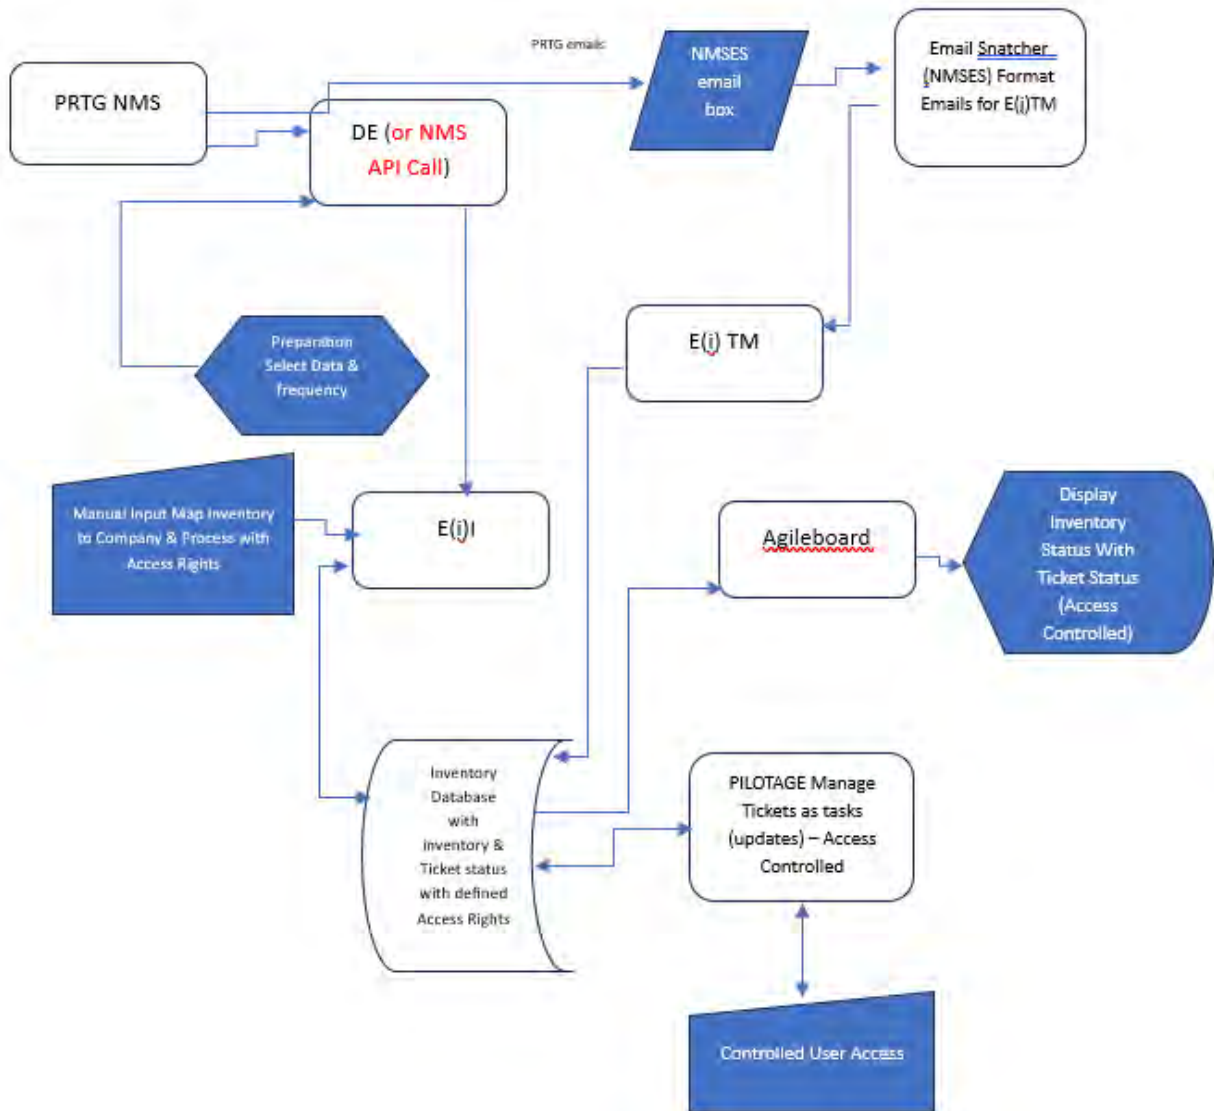 PRTG emails
PRTG NMS
DE (or NMS
API Call)
NMSES
email
box
Email Snatcher
(NMSES) Format
Emails for E(i)TM
Preparation
Select Data &
frequency
E(i) TM
Manual Input Map Inventory
to Company & Process with
Access Rights
E(i)I
Agileboard
Display
Inventory
Status With
Ticket Status
(Access
Controlled)
Inventory
Database
with
inventory &
Ticket status
with defined
Access Rights
PILOTAGE Manage
Tickets as tasks
(updates) – Access
Controlled
Controlled User Access